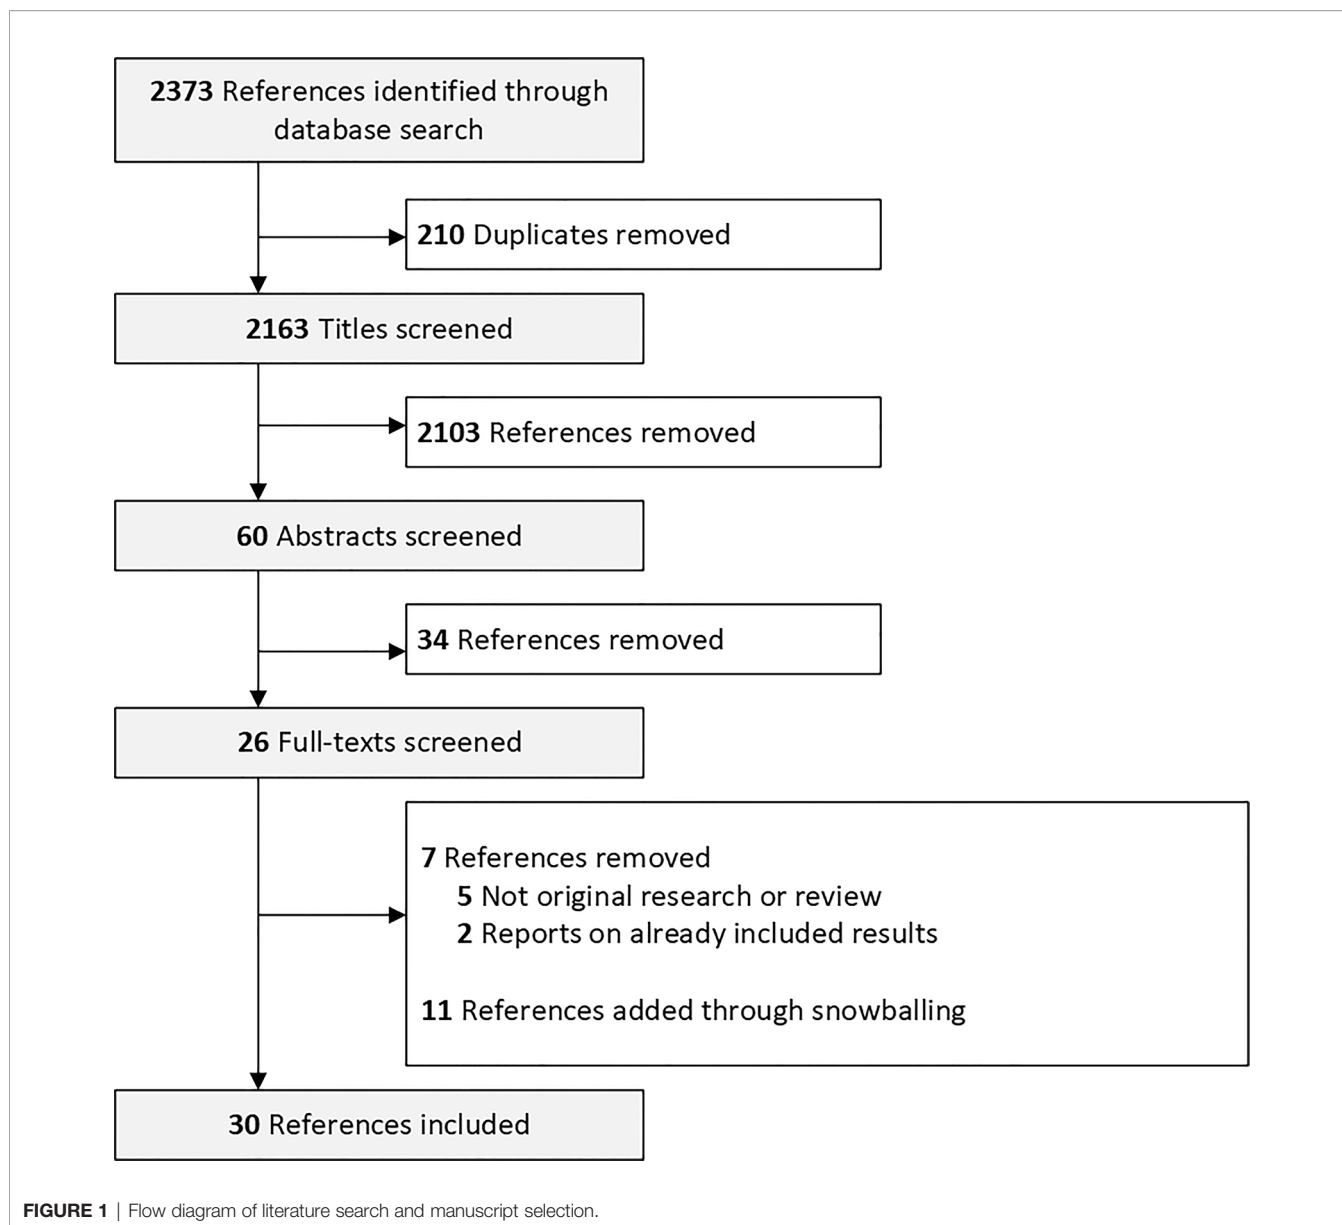 2373 References identified through
database search
210 Duplicates removed
2163 Titles screened
2103 References removed
60 Abstracts screened
34 References removed
26 Full-texts screened
7 References removed
5 Not original research or review
2 Reports on already included results
11 References added through snowballing
30 References included
FIGURE 1 | Flow diagram of literature search and manuscript selection.